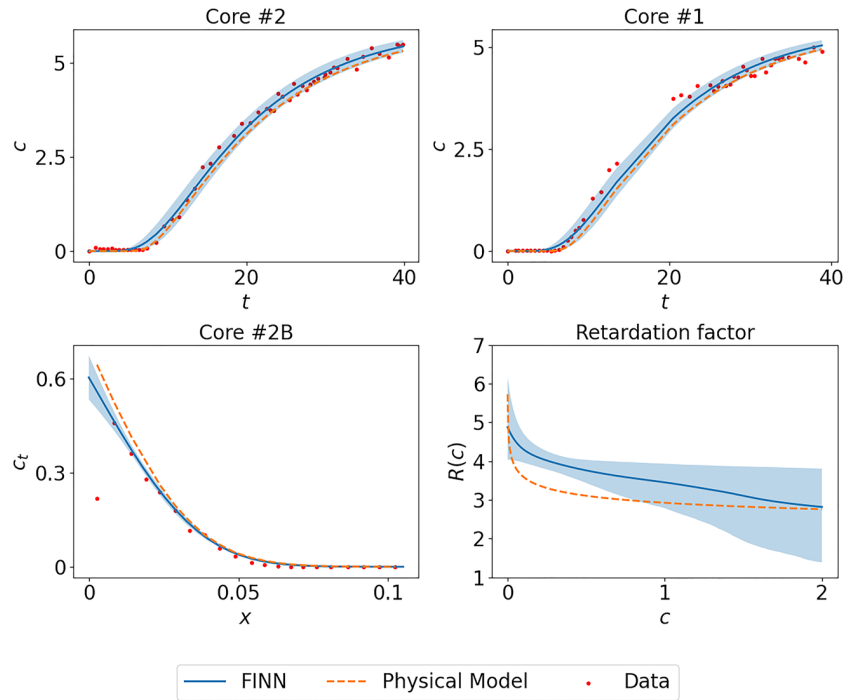 Core #2
5
2.5
0
c
0
20
40
t
Core #1
5
2.5
0
c
0
20
40
t
Core #2B
0.6
0.3
0
c_t
0
0.05
0.1
x
Retardation factor
7
6
5
4
3
2
1
R(c)
0
1
2
c
FINN
Physical Model
Data